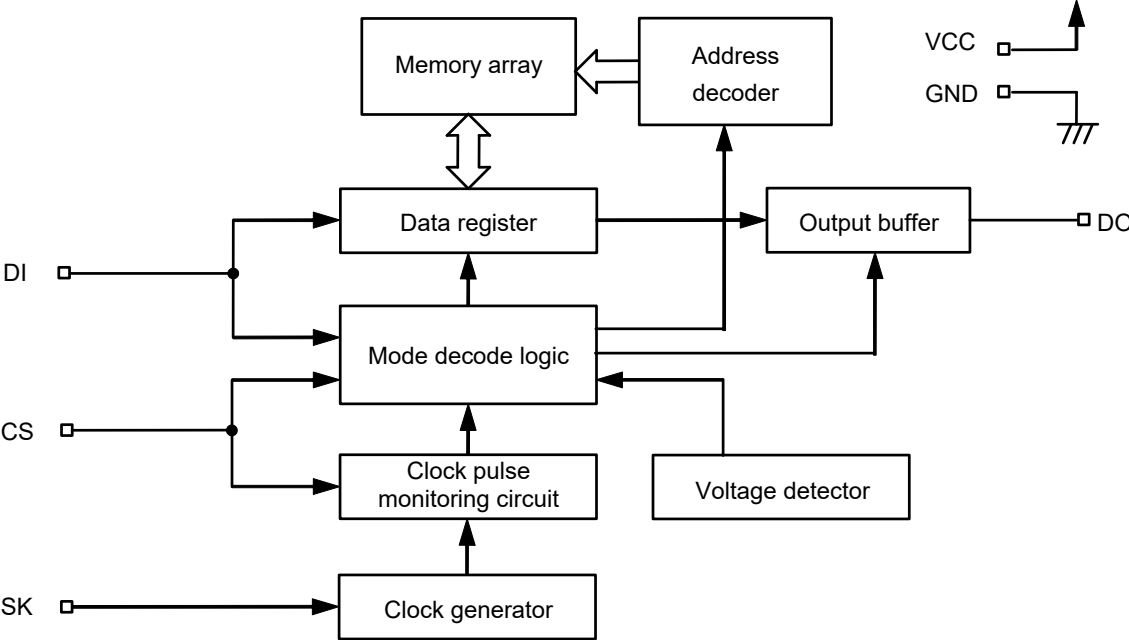 Memory array
Address
decoder
VCC
GND
Data register
Output buffer
DO
DI
Mode decode logic
CS
Clock pulse
monitoring circuit
Voltage detector
SK
Clock generator